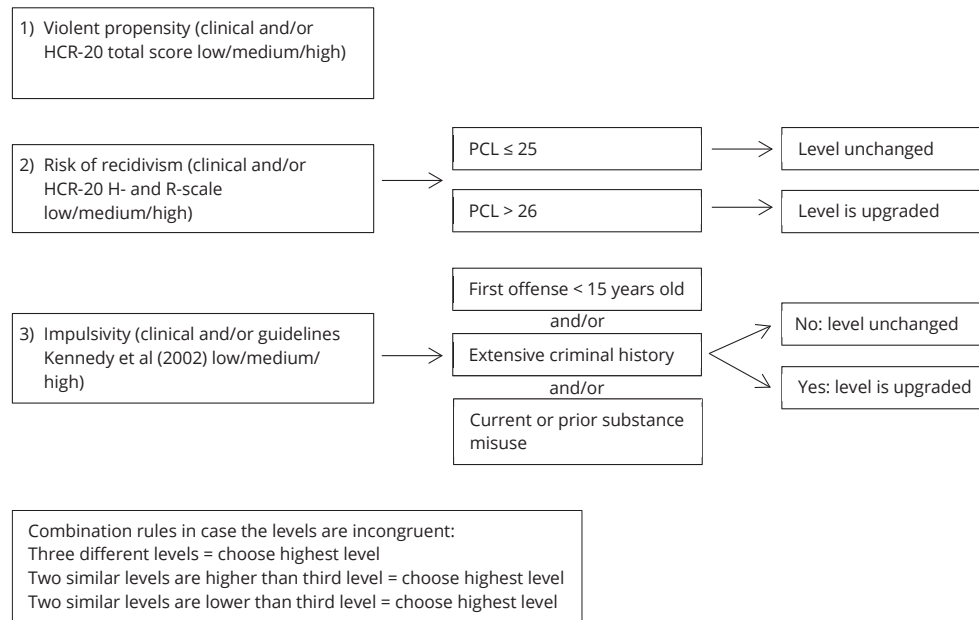 1) Violent propensity (clinical and/or
HCR-20 total score low/medium/high)
2) Risk of recidivism (clinical and/or
HCR-20 H- and R-scale
low/medium/high)
PCL ≤ 25
Level unchanged
PCL > 26
Level is upgraded
3) Impulsivity (clinical and/or guidelines
Kennedy et al (2002) low/medium/
high)
First offense < 15 years old
and/or
Extensive criminal history
and/or
Current or prior substance
misuse
No: level unchanged
Yes: level is upgraded
Combination rules in case the levels are incongruent:
Three different levels = choose highest level
Two similar levels are higher than third level = choose highest level
Two similar levels are lower than third level = choose highest level